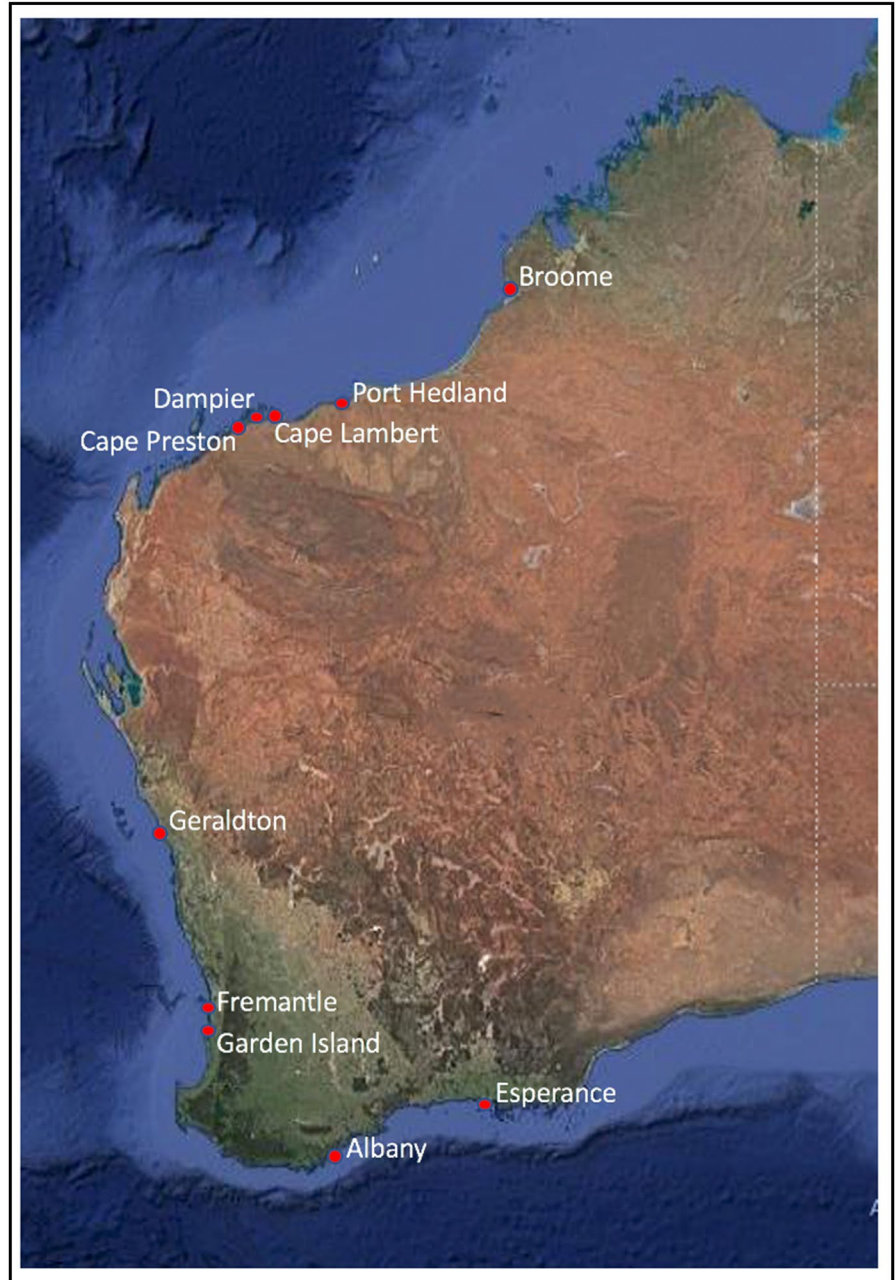 Broome
Port Hedland
Dampier
Cape Lambert
Cape Preston
Geraldton
Fremantle
Garden Island
Esperance
Albany
A